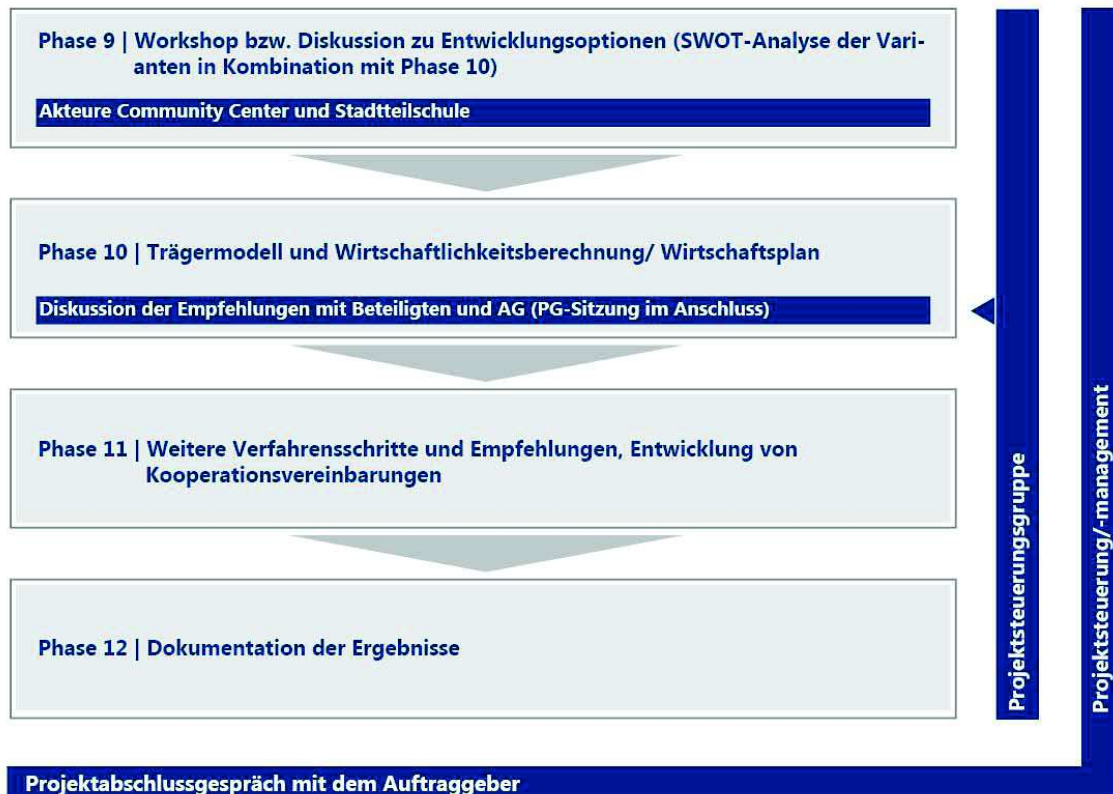 Phase 9 | Workshop bzw. Diskussion zu Entwicklungsoptionen (SWOT-Analyse der Vari-
anten in Kombination mit Phase 10)
Akteure Community Center und Stadtteilschule
Phase 10 | Trägermodell und Wirtschaftlichkeitsberechnung/ Wirtschaftsplan
Diskussion der Empfehlungen mit Beteiligten und AG (PG-Sitzung im Anschluss)
Phase 11 | Weitere Verfahrensschritte und Empfehlungen, Entwicklung von
Kooperationsvereinbarungen
Phase 12 | Dokumentation der Ergebnisse
Projektsteuerungsgruppe
Projektsteuerung/-management
Projektabschlussgespräch mit dem Auftraggeber